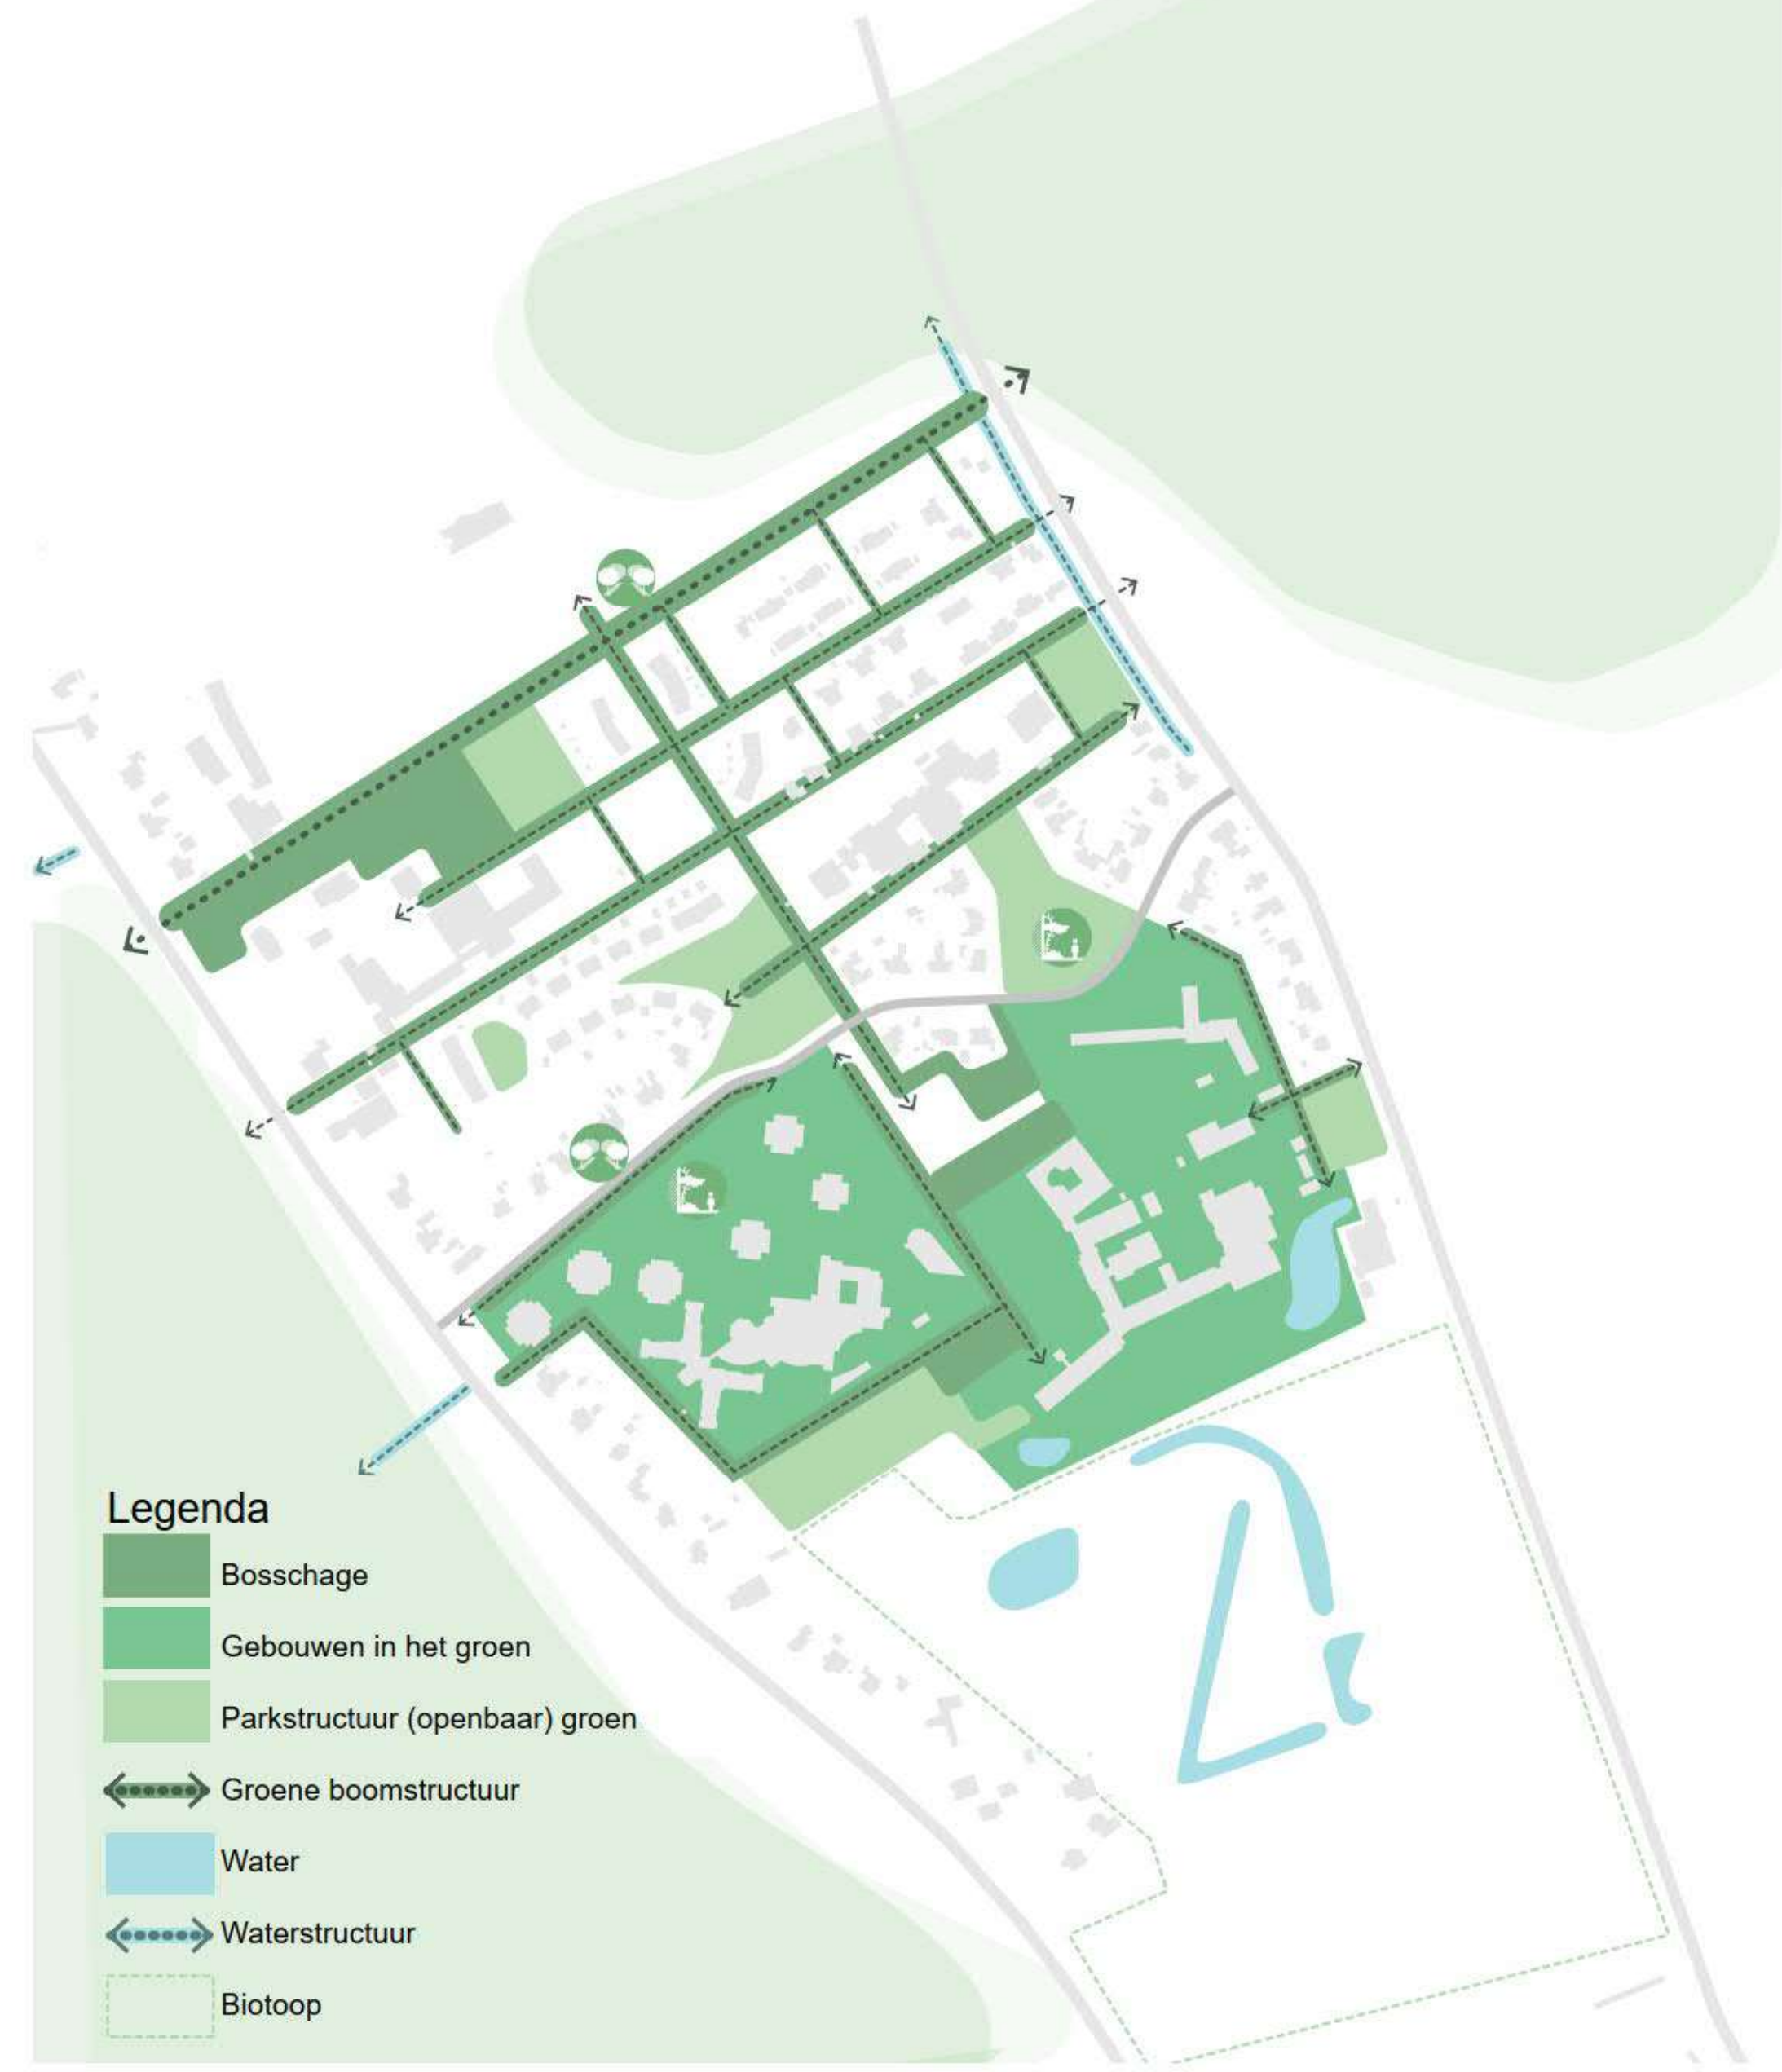 Legenda
Bosschage
Gebouwen in het groen
Parkstructuur (openbaar) groen
Groene boomstructuur
Water
Waterstructuur
Biotoop